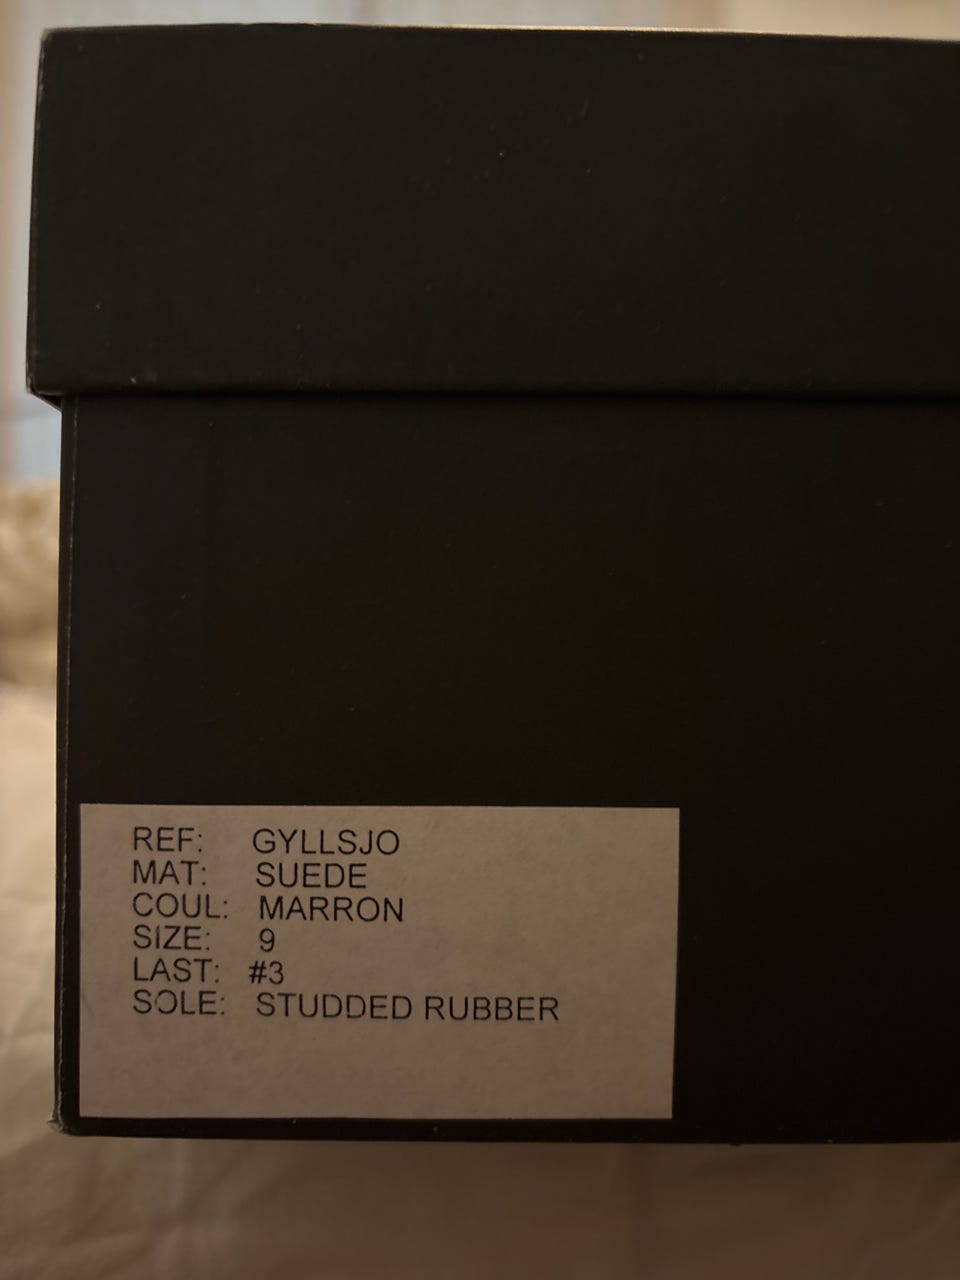 REF: GYLLSJO
MAT: SUEDE
COUL: MARRON
SIZE: 9
LAST: #3
SOLE: STUDDED RUBBER